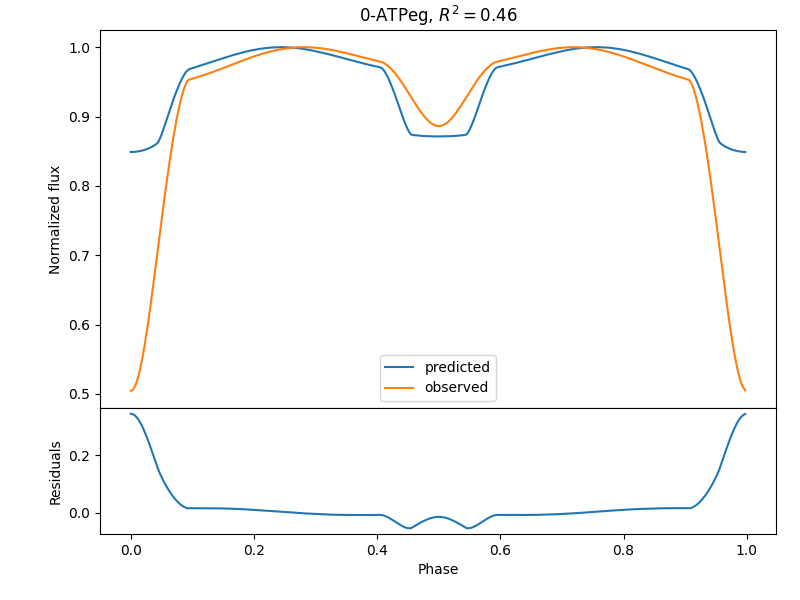 0-ATPeg, $R^2 = 0.46$
Normalized flux
1.0
0.9
0.8
0.7
0.6
0.5
predicted
observed
Residuals
0.2
0.0
0.0
0.2
0.4
0.6
0.8
1.0
Phase